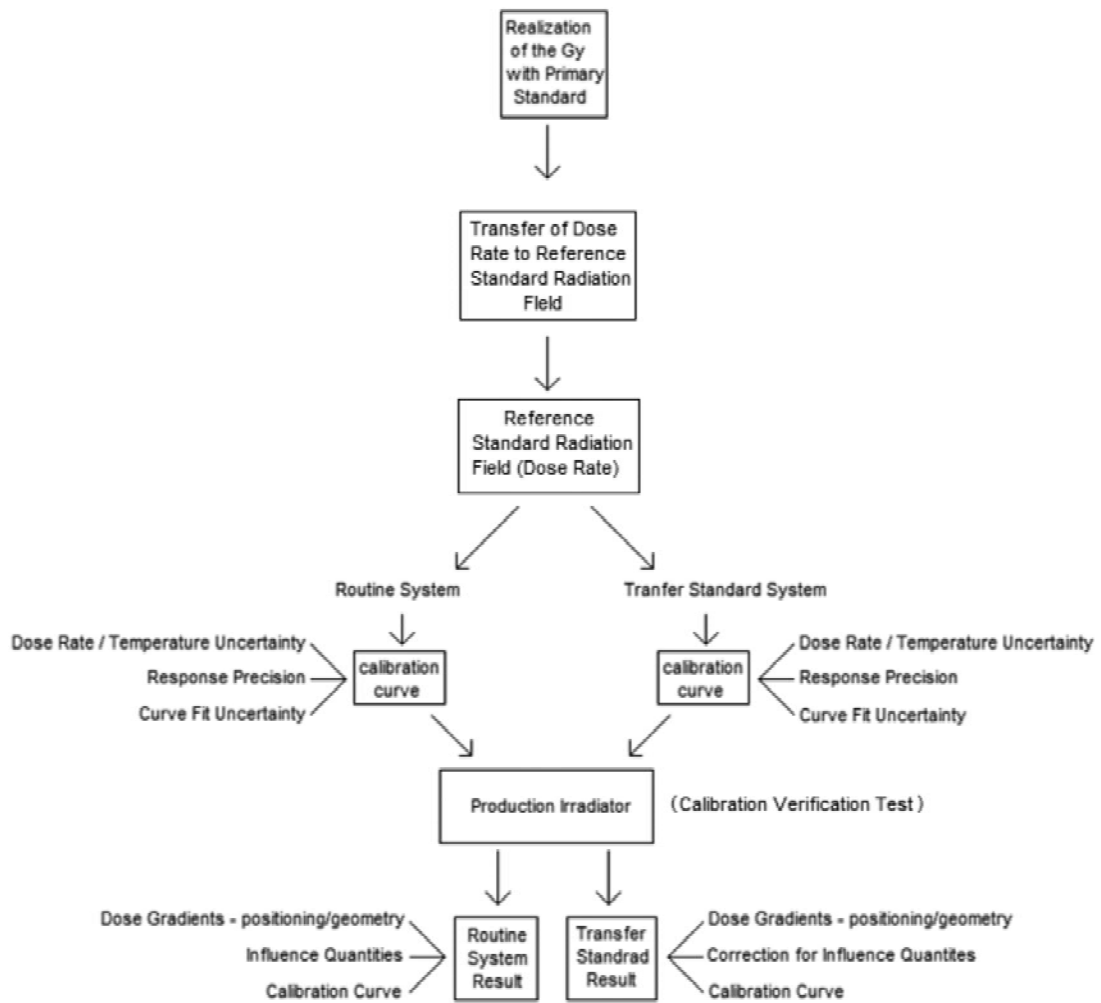 Realization
of the Gy
with Primary
Standard
Transfer of Dose
Rate to Reference
Standard Radiation
FIeld
Reference
Standard Radiation
Field (Dose Rate)
Routine System
Tranfer Standard System
Dose Rate / Temperature Uncertainty
Response Precision
Curve Fit Uncertainty
calibration
curve
calibration
curve
Dose Rate / Temperature Uncertainty
Response Precision
Curve Fit Uncertainty
Production Irradiator
(Calibration Verification Test)
Dose Gradients = positioning/geometry
Influence Quantities
Calibration Curve
Routine
System
Result
Transfer
Standrad
Result
Dose Gradients = positioning/geometry
Correction for Influence Quantites
Calibration Curve